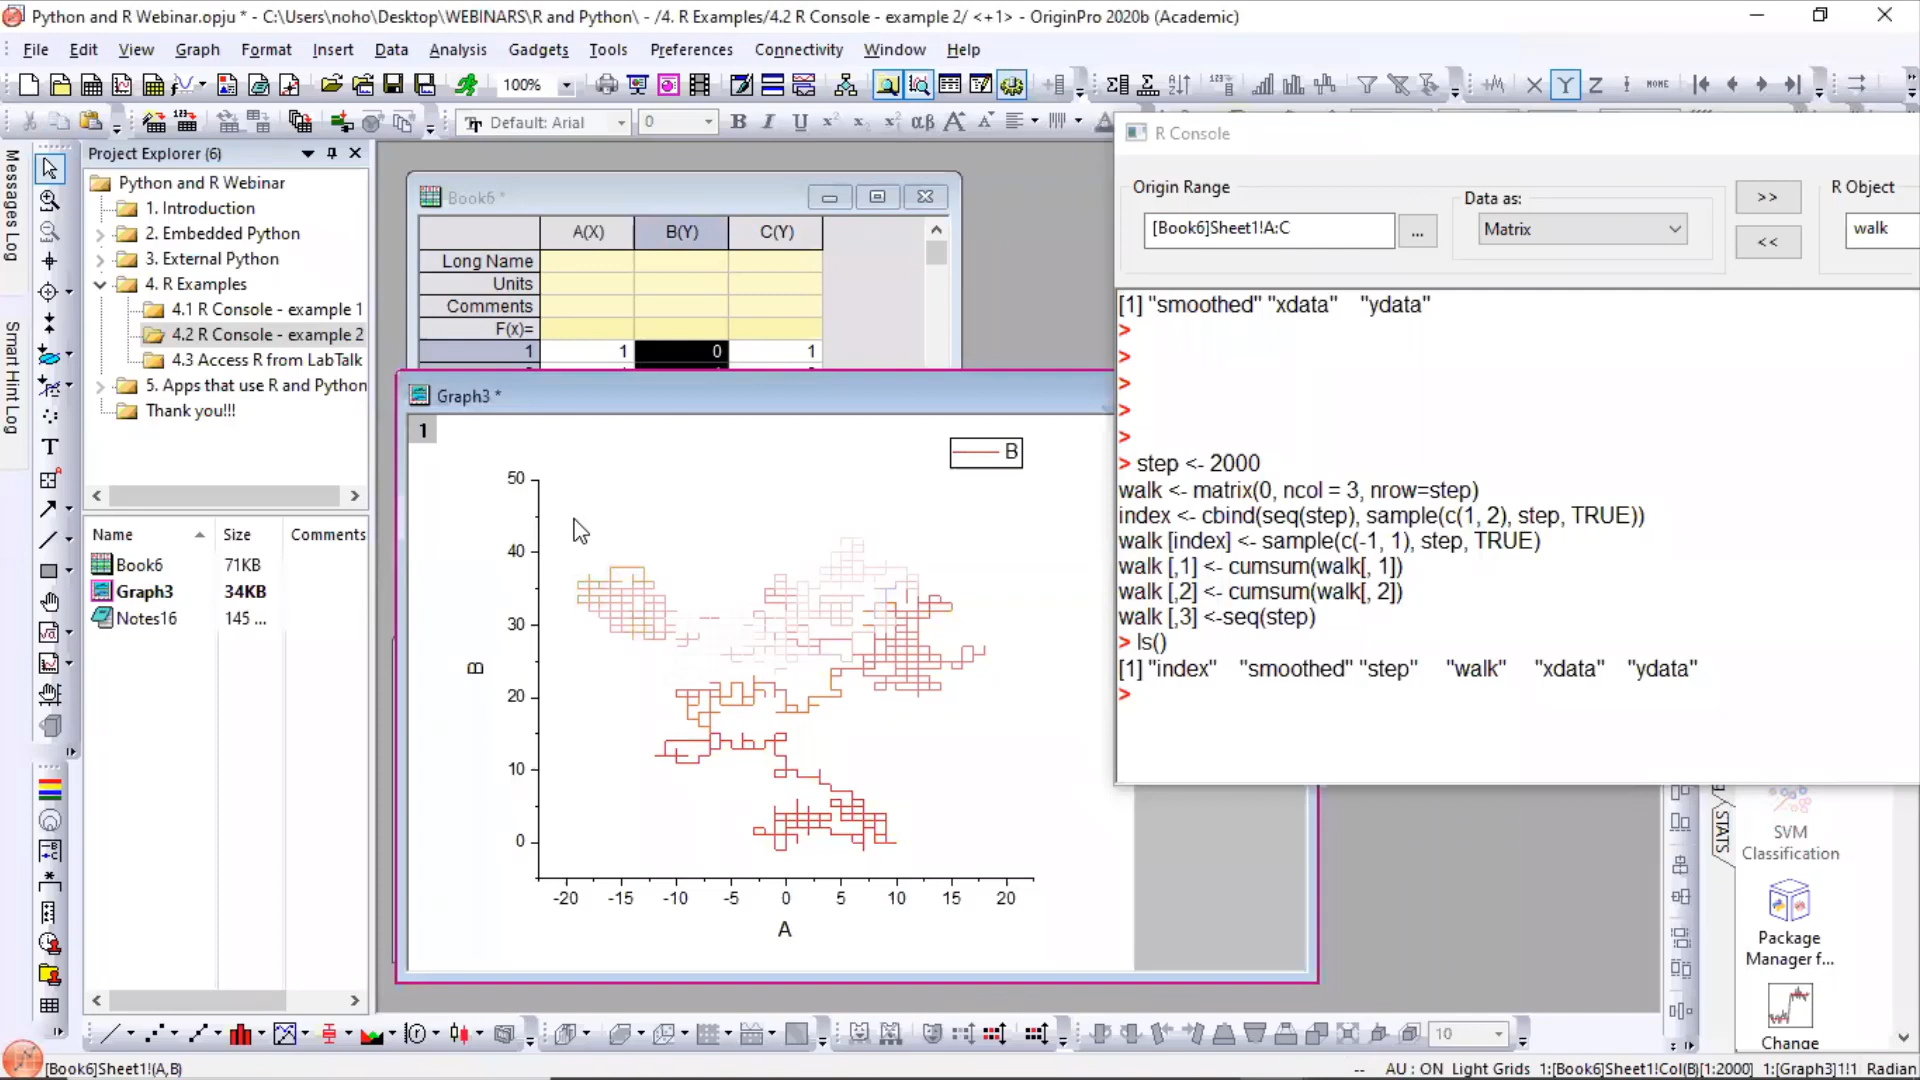 Python and R Webinar.opju * - C:\Users\noho\Desktop\WEBINARS\R and Python\ - /4. R Examples/4.2 R Console - example 2/ <+1> - OriginPro 2020b (Academic)
File Edit View Graph Format Insert Data Analysis Gadgets Tools Preferences Connectivity Window Help
100%
X Y Z
HOME
Default: Arial 0 B I U
Messages Log
Smart Hint Log
Project Explorer (6)
Python and R Webinar
1. Introduction
2. Embedded Python
3. External Python
4. R Examples
4.1 R Console - example 1
4.2 R Console - example 2
4.3 Access R from LabTalk
5. Apps that use R and Python
Thank you!!!
Name Size Comments
Book6 71KB
Graph3 34KB
Notes16 145 ...
Book6 *
A(X) B(Y) C(Y)
Long Name
Units
Comments
F(x)=
1 1 0 1
Graph3 *
1
B
50
40
30
20
10
0
B
-20 -15 -10 -5 0 5 10 15 20
A
R Console
Origin Range
[Book6]Sheet1!A:C
...
Data as:
Matrix
>>
<<
R Object
walk
[1] "smoothed" "xdata" "ydata"
>
>
>
>
>
> step <- 2000
walk <- matrix(0, ncol = 3, nrow=step)
index <- cbind(seq(step), sample(c(1, 2), step, TRUE))
walk [index] <- sample(c(-1, 1), step, TRUE)
walk [,1] <- cumsum(walk[, 1])
walk [,2] <- cumsum(walk[, 2])
walk [,3] <-seq(step)
> ls()
[1] "index" "smoothed" "step" "walk" "xdata" "ydata"
>
STATS
SVM
Classification
Package
Manager f...
Change
10
[Book6]Sheet1!(A,B)
-- AU : ON Light Grids 1:[Book6]Sheet1!Col(B)[1:2000] 1:[Graph3]1!1 Radian